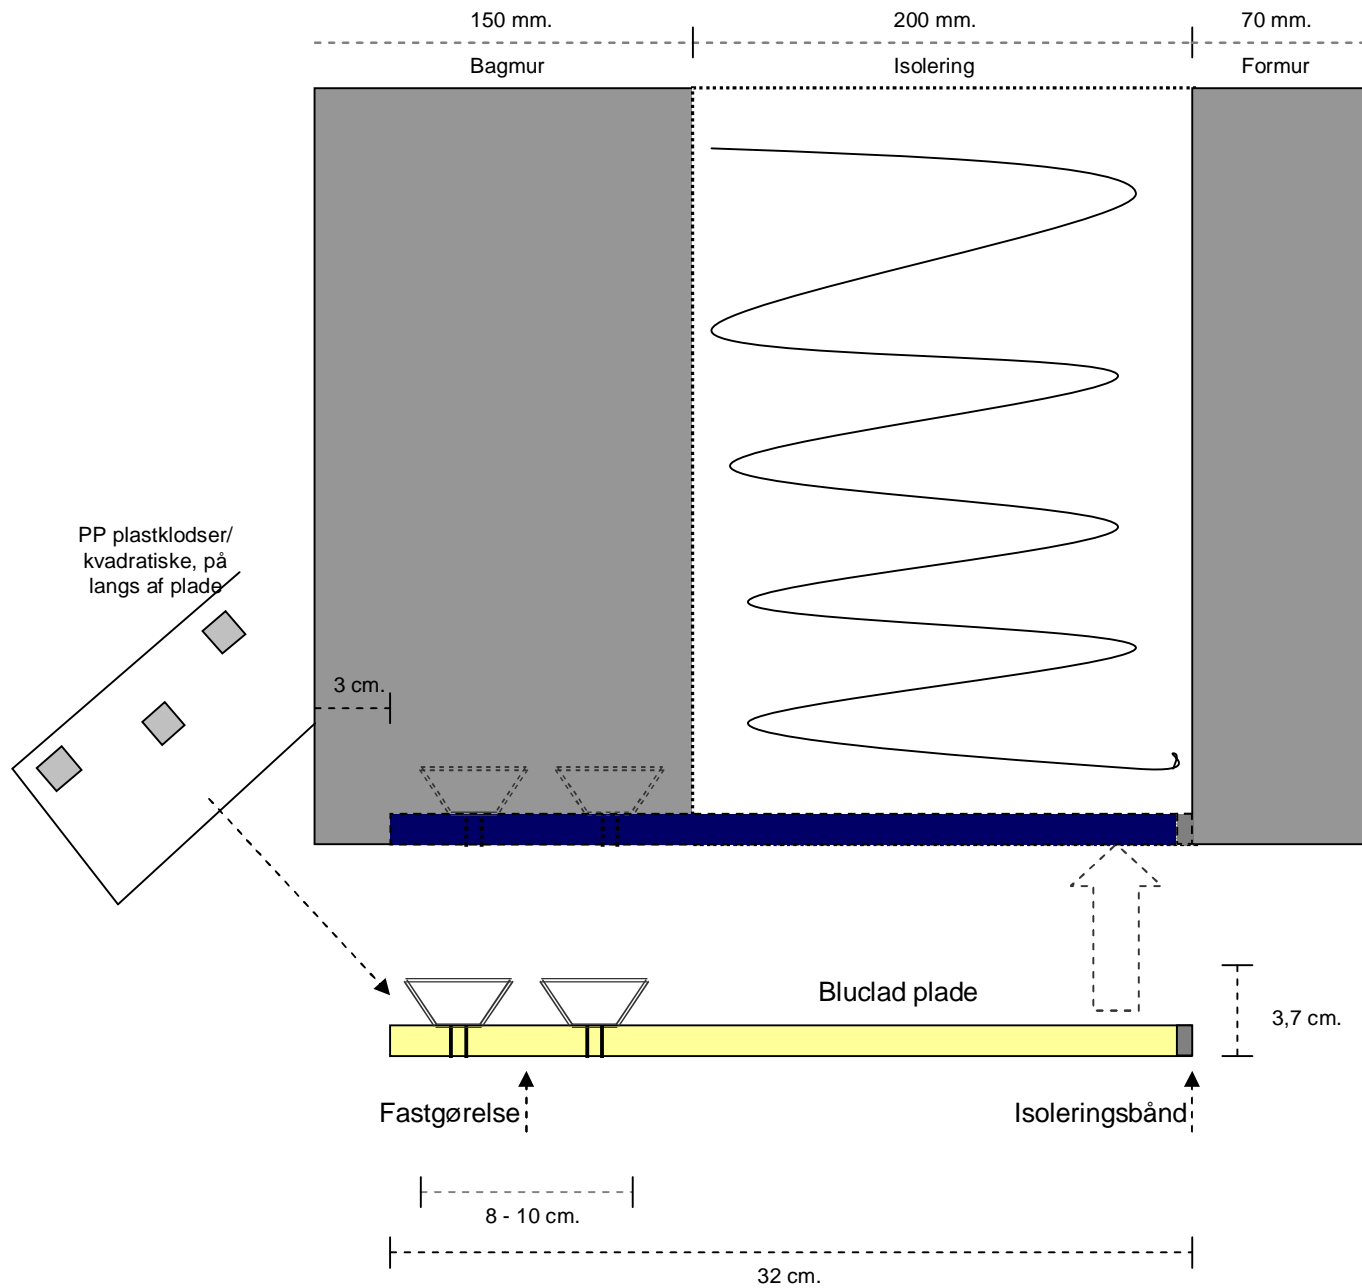 150 mm.
200 mm.
70 mm.
Bagmur
Isolering
Formur
PP plastklodser/
kvadratiske, på
langs af plade
3 cm.
Bluclad plade
3,7 cm.
Fastgørelse
Isoleringsbånd
8 - 10 cm.
32 cm.